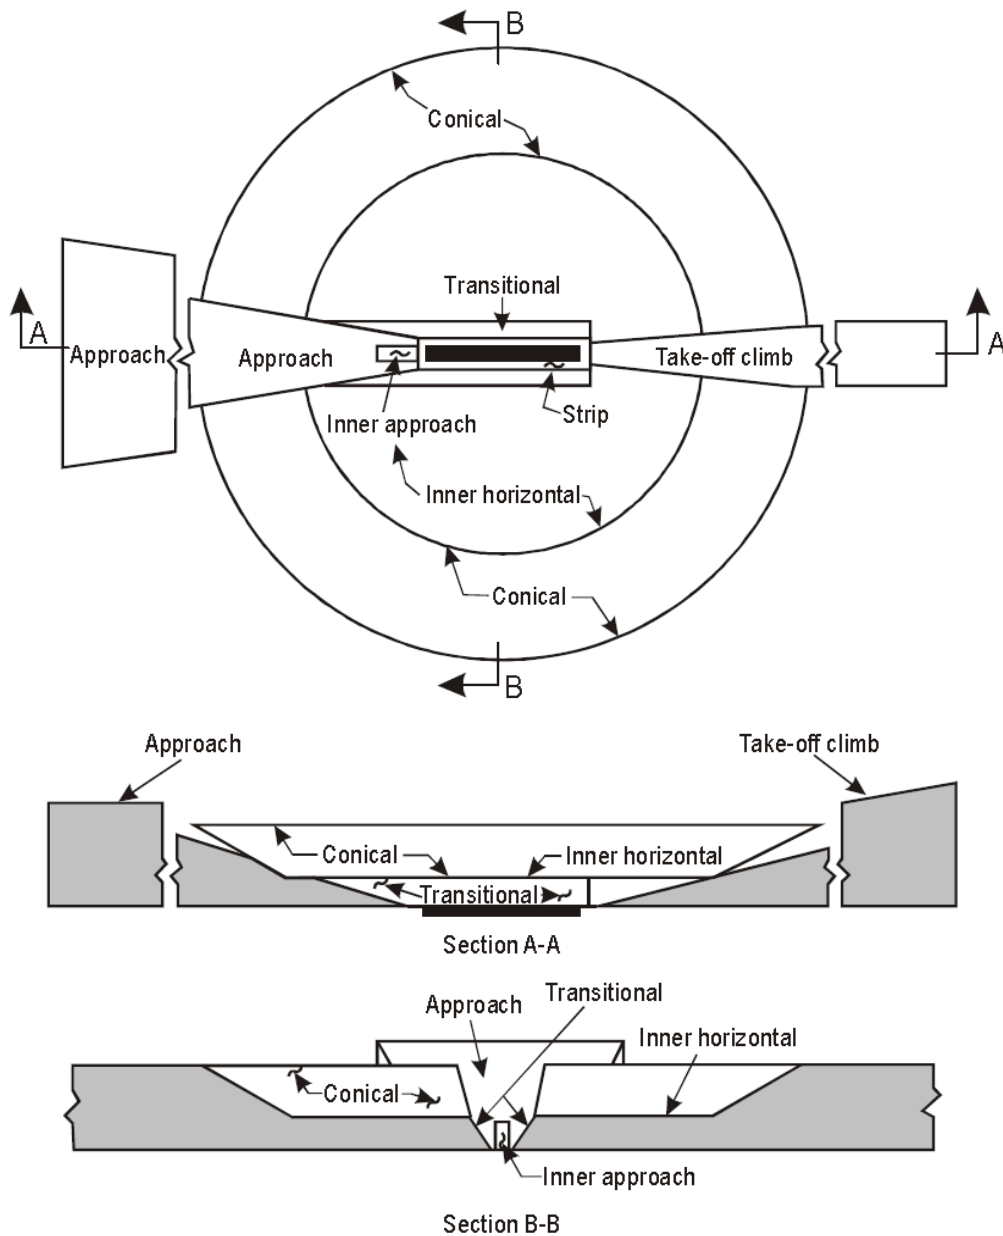 B
Conical
Transitional
A
A
Approach
Approach
Take-off climb
Inner approach
Strip
Inner horizontal
Conical
B
Approach
Take-off climb
Conical
Inner horizontal
Transitional
Section A-A
Approach
Transitional
Inner horizontal
Conical
Inner approach
Section B-B